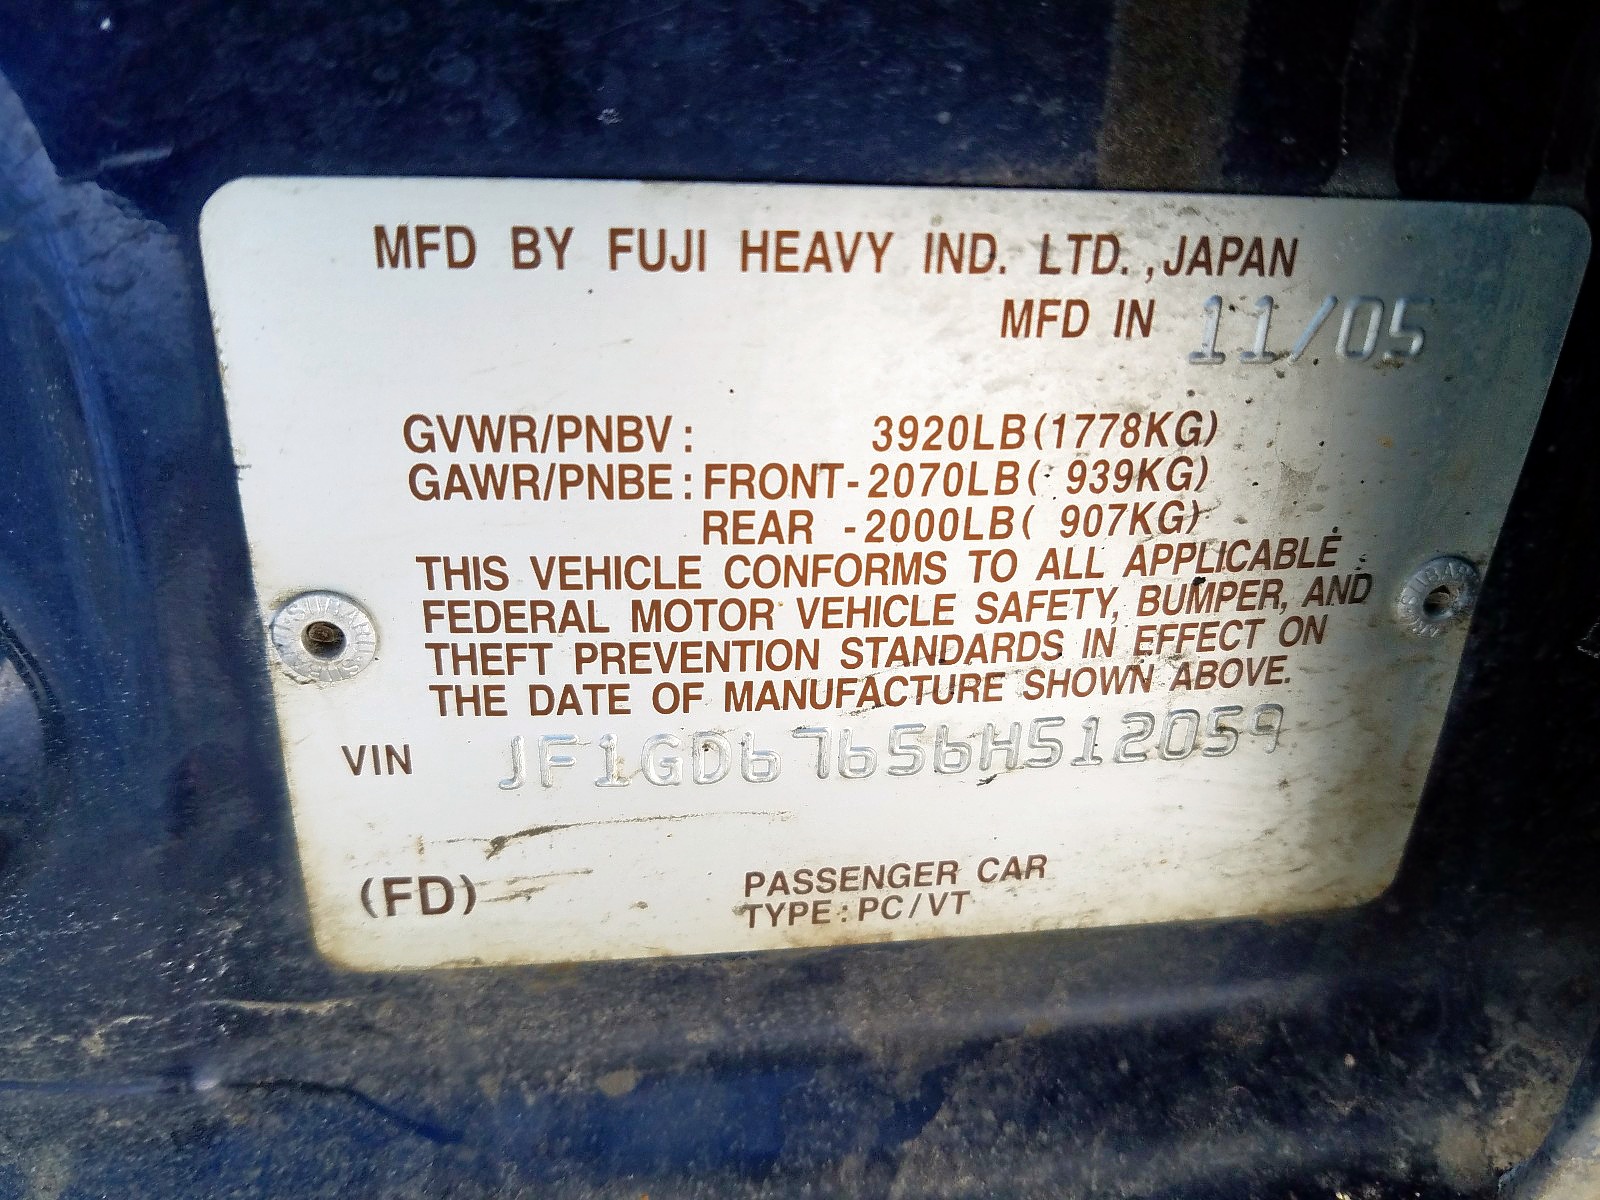 MFD BY FUJI HEAVY IND. LTD. , JAPAN
MFD IN 11/05
GVWR/PNBV : 3920LB(1778KG)
GAWR/PNBE : FRONT-2070LB( 939KG)
REAR -2000LB( 907KG)
THIS VEHICLE CONFORMS TO ALL APPLICABLE
FEDERAL MOTOR VEHICLE SAFETY, BUMPER, AND
THEFT PREVENTION STANDARDS IN EFFECT ON
THE DATE OF MANUFACTURE SHOWN ABOVE.
VIN JF1GD67656H512059
(FD) PASSENGER CAR
TYPE : PC/VT